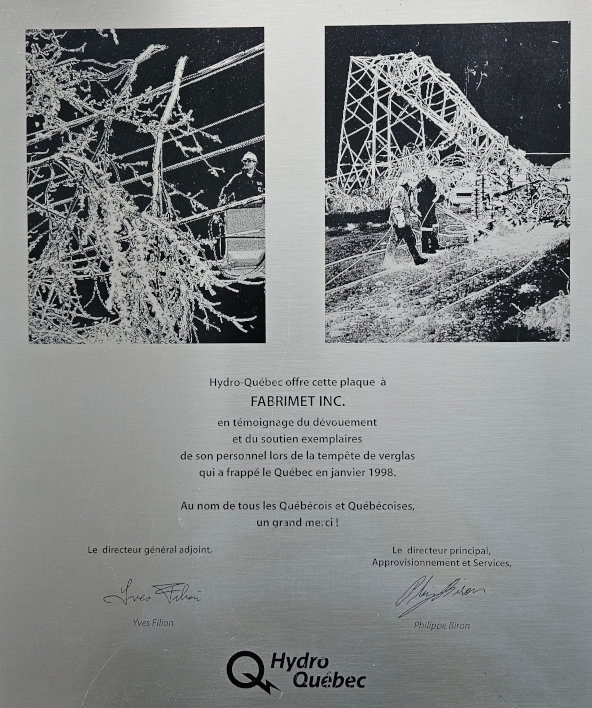 Hydro-Québec offre cette plaque à
FABRIMET INC.
en témoignage du dévouement
et du soutien exemplaires
de son personnel lors de la tempête de verglas
qui a frappé le Québec en janvier 1998.
Au nom de tous les Québécois et Québécoises,
un grand merci !
Le directeur général adjoint,
Yves Filion
Yves Filion
Le directeur principal,
Approvisionnement et Services,
Philippe Biron
Hydro
Québec